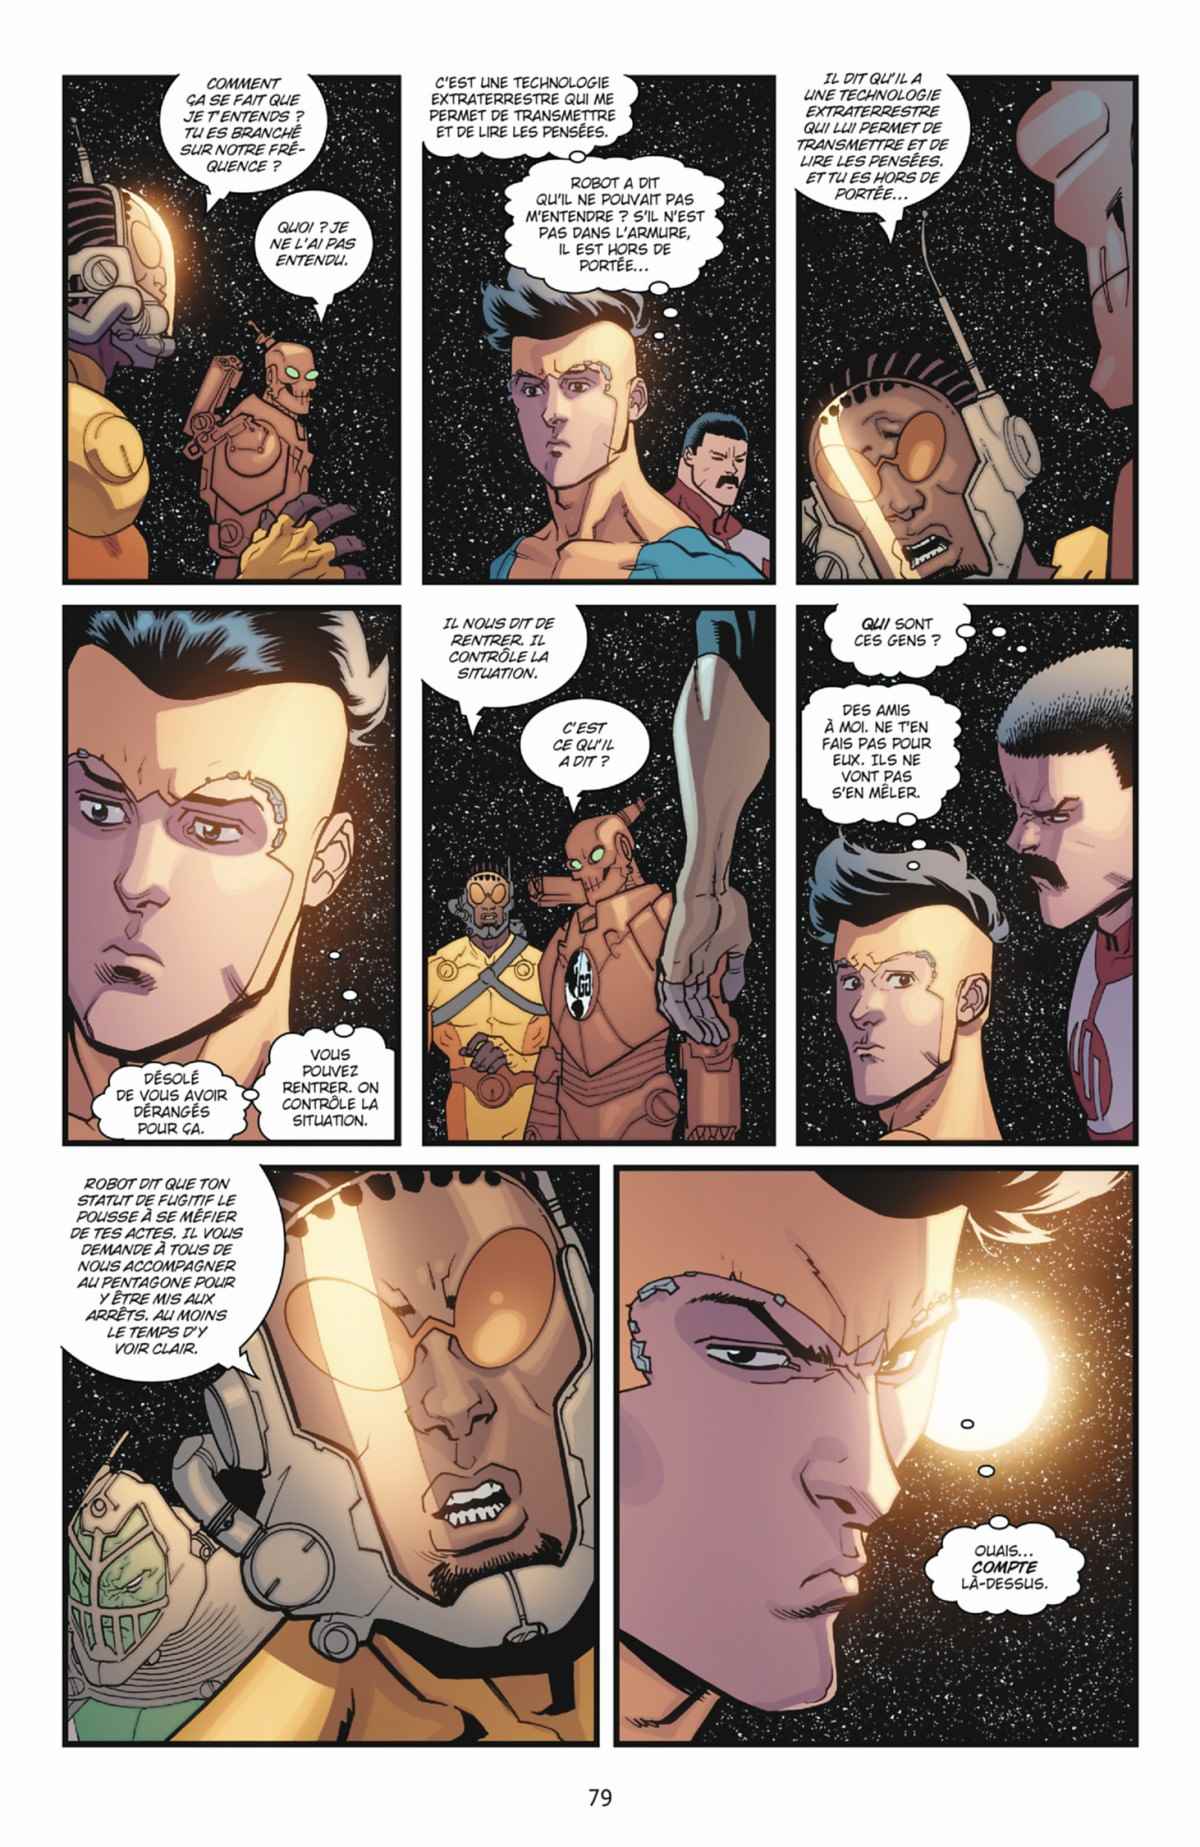 COMMENT
ÇA SE FAIT QUE
JE T'ENTENDS ?
TU ES BRANCHÉ
SUR NOTRE FRÉ-
QUENCE ?
QUOI ? JE
NE L'AI PAS
ENTENDU.
C'EST UNE TECHNOLOGIE
EXTRATERRESTRE QUI ME
PERMET DE TRANSMETTRE
ET DE LIRE LES PENSÉES.
ROBOT A DIT
QU'IL NE POUVAIT PAS
M'ENTENDRE ? S'IL N'EST
PAS DANS L'ARMURE,
IL EST HORS DE
PORTÉE...
IL DIT QU'IL A
UNE TECHNOLOGIE
EXTRATERRESTRE
QUI LUI PERMET DE
TRANSMETTRE ET DE
LIRE LES PENSÉES.
ET TU ES HORS DE
PORTÉE...
DÉSOLÉ
DE VOUS AVOIR
DÉRANGÉS
POUR ÇA.
VOUS
POUVEZ
RENTRER. ON
CONTRÔLE LA
SITUATION.
IL NOUS DIT DE
RENTRER. IL
CONTRÔLE LA
SITUATION.
C'EST
CE QU'IL
A DIT ?
GD
QUI SONT
CES GENS ?
DES AMIS
À MOI. NE T'EN
FAIS PAS POUR
EUX. ILS NE
VONT PAS
S'EN MÊLER.
ROBOT DIT QUE TON
STATUT DE FUGITIF LE
POUSSE À SE MÉFIER
DE TES ACTES. IL VOUS
DEMANDE À TOUS DE
NOUS ACCOMPAGNER
AU PENTAGONE POUR
Y ÊTRE MIS AUX
ARRÊTS. AU MOINS
LE TEMPS D'Y
VOIR CLAIR.
OUAIS...
COMPTE
LÀ-DESSUS.
79